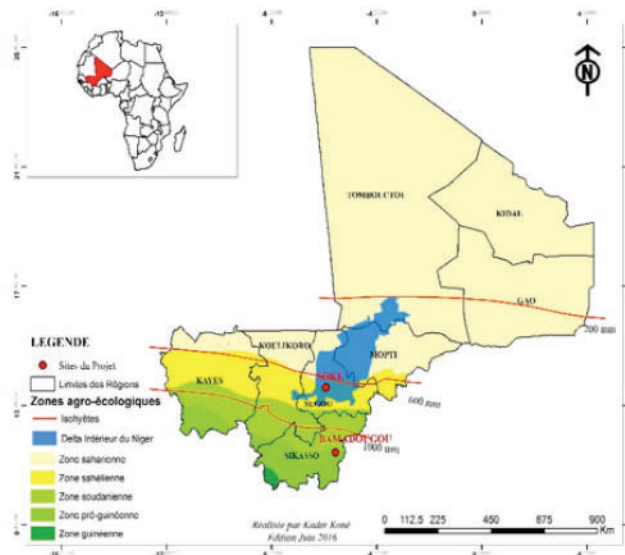 N
TOMBOUCTOU
KIDAL
GAO
200 mm
KOULIKORO
MOPTI
SOKE
KAYES
SEGOU
600 mm
BAMADOUGOU
1000 mm
SIKASSO
LEGENDE
Sites du Projet
Limites des Régions
Zones agro-écologiques
Isohyètes
Delta Intérieur du Niger
Zone saharienne
Zone sahélienne
Zone soudanienne
Zone pré-guinéenne
Zone guinéenne
Réalisée par Kader Koné
Edition Juin 2016
0 112.5 225 450 675 900
Km